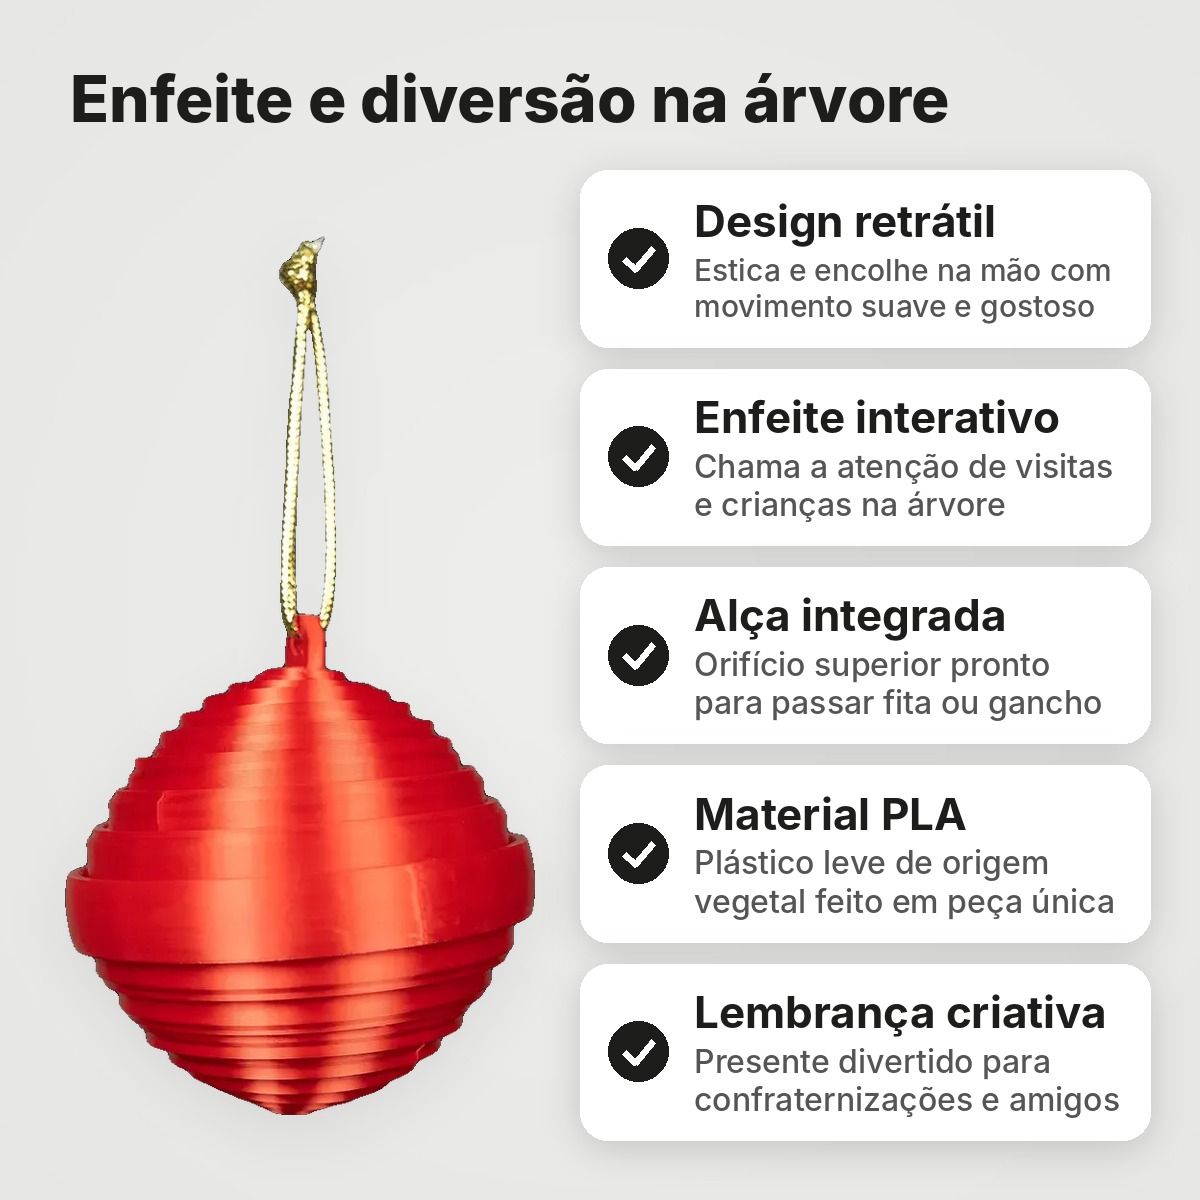 Enfeite e diversão na árvore
Design retrátil
Estica e encolhe na mão com
movimento suave e gostoso
Enfeite interativo
Chama a atenção de visitas
e crianças na árvore
Alça integrada
Orifício superior pronto
para passar fita ou gancho
Material PLA
Plástico leve de origem
vegetal feito em peça única
Lembrança criativa
Presente divertido para
confraternizações e amigos